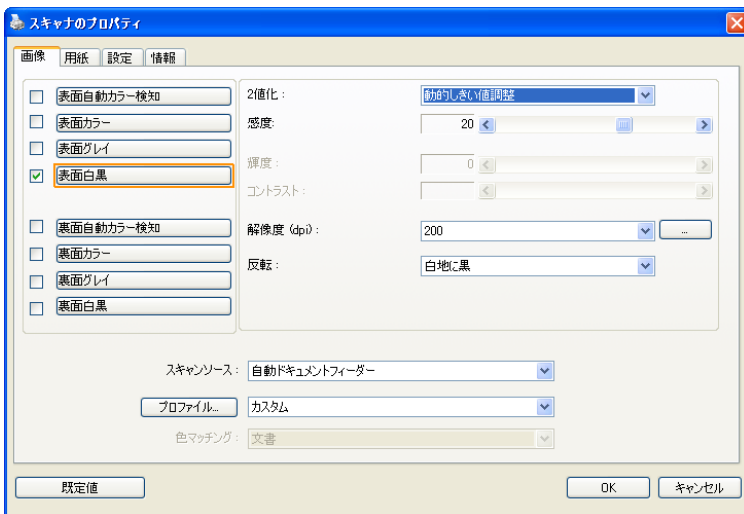 スキャナのプロパティ
画像 用紙 設定 情報
表面自動カラー検知
表面カラー
表面グレイ
表面白黒
裏面自動カラー検知
裏面カラー
裏面グレイ
裏面白黒
2値化 : 動的しきい値調整
感度: 20
輝度 : 0
コントラスト :
解像度 (dpi) : 200 ...
反転 : 白地に黒
スキャンソース : 自動ドキュメントフィーダー
プロファイル... カスタム
色マッチング : 文書
既定値 OK キャンセル